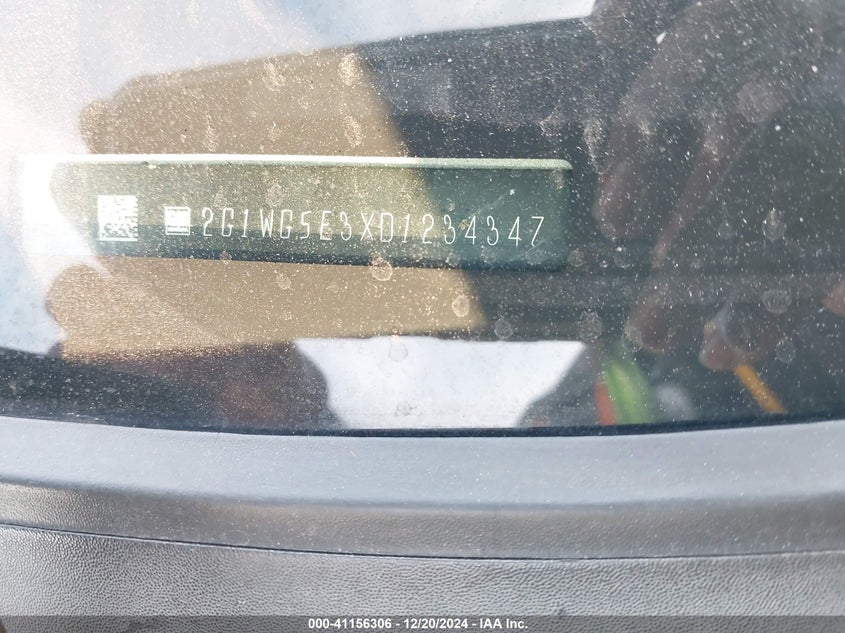 2G1WG5E3XD1234347
000-41156306 - 12/20/2024 - IAA Inc.